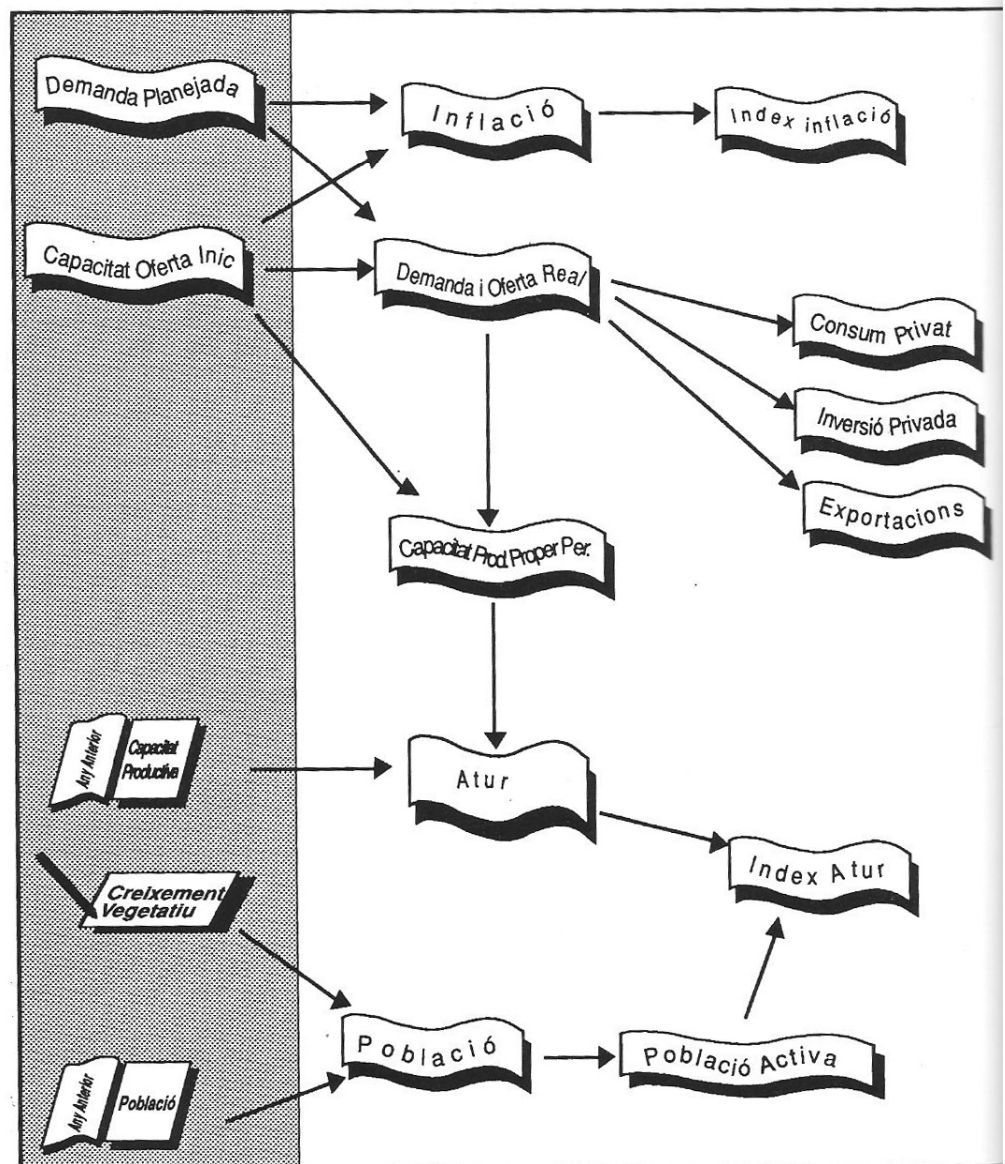 Demanda Planejada
Inflació
Index inflació
Capacitat Oferta Inic
Demanda i Oferta Real
Consum Privat
Inversió Privada
Exportacions
Capacitat Prod. Proper Per.
Any Anterior
Capacitat
Productiva
Atur
Index Atur
Creixement
Vegetatiu
Població
Població Activa
Any Anterior
Població